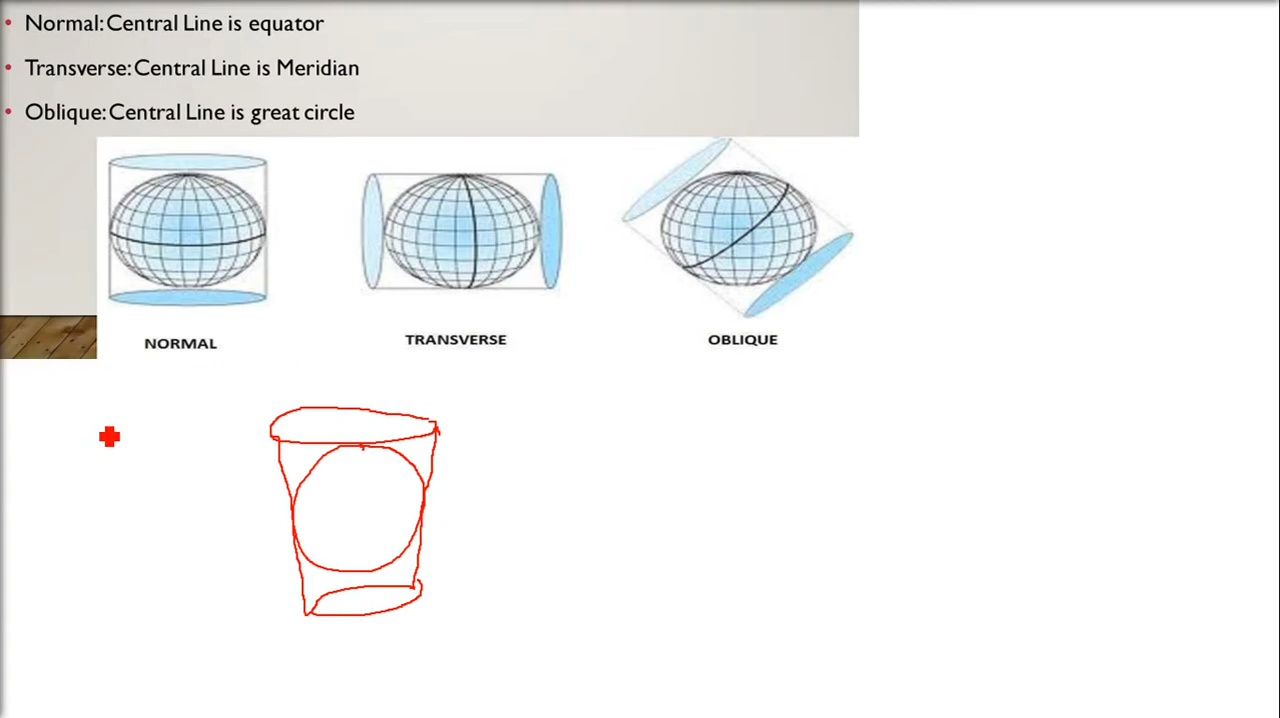 • Normal: Central Line is equator
• Transverse: Central Line is Meridian
• Oblique: Central Line is great circle
NORMAL
TRANSVERSE
OBLIQUE